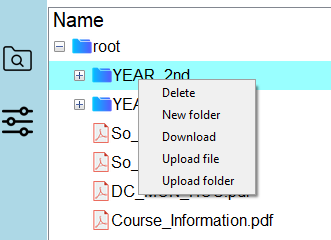 Name
root
YEAR_2nd
Delete
New folder
Download
Upload file
Upload folder
Course_Information.pdf